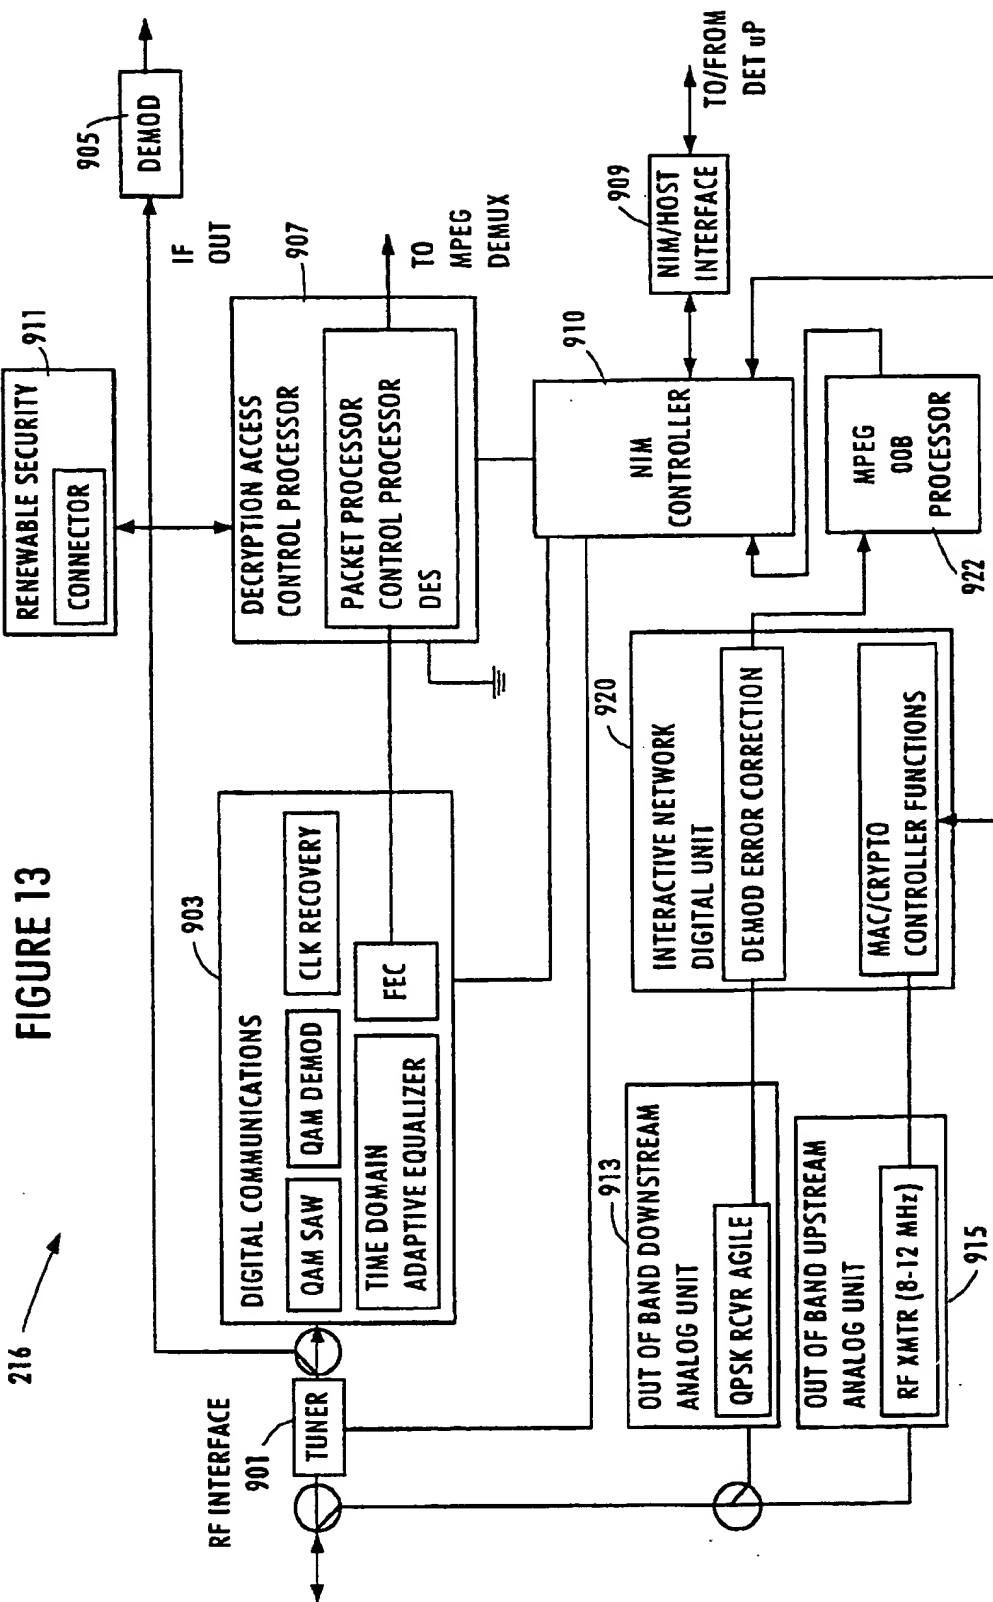 FIGURE 13
216
RF INTERFACE
901
TUNER
903
DIGITAL COMMUNICATIONS
QAM SAW
QAM DEMOD
CLK RECOVERY
TIME DOMAIN
ADAPTIVE EQUALIZER
FEC
RENEWABLE SECURITY
911
CONNECTOR
905
DEMOD
IF
OUT
907
DECRYPTION ACCESS
CONTROL PROCESSOR
PACKET PROCESSOR
CONTROL PROCESSOR
DES
TO
MPEG
DEMUX
910
NIM
CONTROLLER
909
NIM/HOST
INTERFACE
TO/FROM
DET uP
913
OUT OF BAND DOWNSTREAM
ANALOG UNIT
QPSK RCVR AGILE
OUT OF BAND UPSTREAM
ANALOG UNIT
RF XMTR (8-12 MHz)
915
920
INTERACTIVE NETWORK
DIGITAL UNIT
DEMOD ERROR CORRECTION
MAC/CRYPTO
CONTROLLER FUNCTIONS
MPEG
OOB
PROCESSOR
922